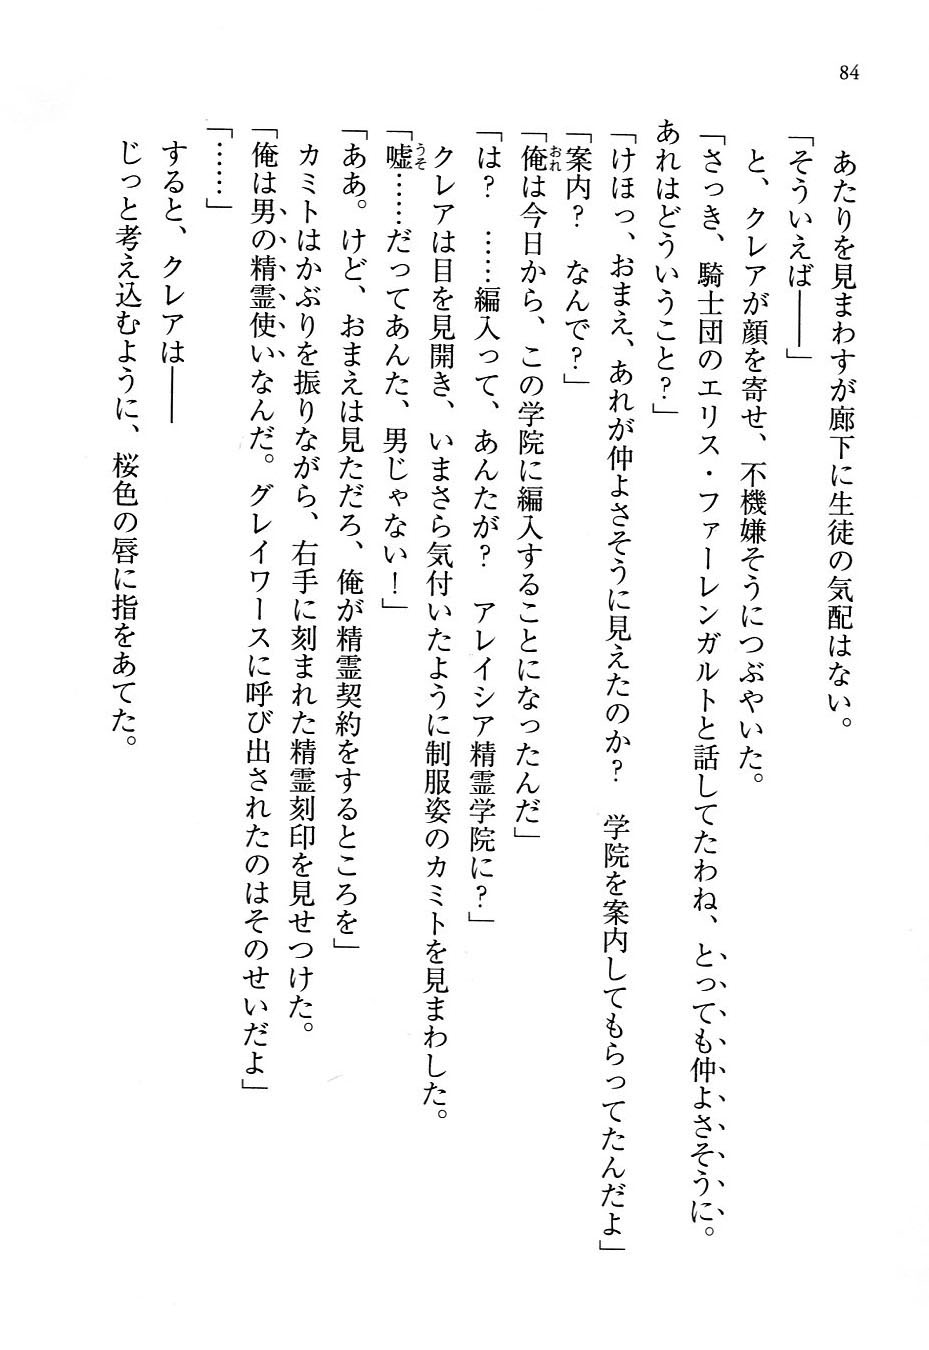 84
あたりを見まわすが廊下に生徒の気配はない。
「そういえば――」
と、クレアが顔を寄せ、不機嫌そうにつぶやいた。
「さっき、騎士団のエリス・ファーレンガルトと話してたわね、とっても仲よさそうに。
あれはどういうこと？」
「けほっ、おまえ、あれが仲よさそうに見えたのか？　学院を案内してもらってたんだよ」
「案内？　なんで？」
「俺は今日から、この学院に編入することになったんだ」
「は？　……編入って、あんたが？　アレイシア精霊学院に？」
クレアは目を見開き、いまさら気付いたように制服姿のカミトを見まわした。
「嘘……だってあんた、男じゃない！」
「ああ。けど、おまえは見ただろ、俺が精霊契約をするところを」
カミトはかぶりを振りながら、右手に刻まれた精霊刻印を見せつけた。
「俺は男の精霊使いなんだ。グレイワースに呼び出されたのはそのせいだよ」
「……」
すると、クレアは――
じっと考え込むように、桜色の唇に指をあてた。